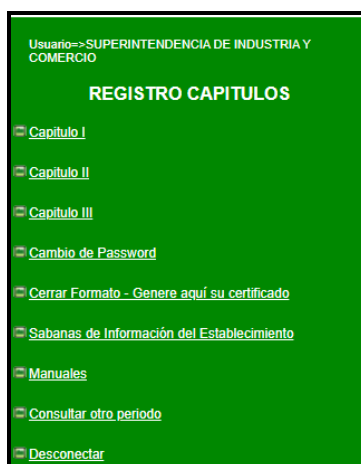 Usuario=>SUPERINTENDENCIA DE INDUSTRIA Y
COMERCIO
REGISTRO CAPITULOS
Capitulo I
Capitulo II
Capitulo III
Cambio de Password
Cerrar Formato - Genere aquí su certificado
Sabanas de Información del Establecimiento
Manuales
Consultar otro periodo
Desconectar